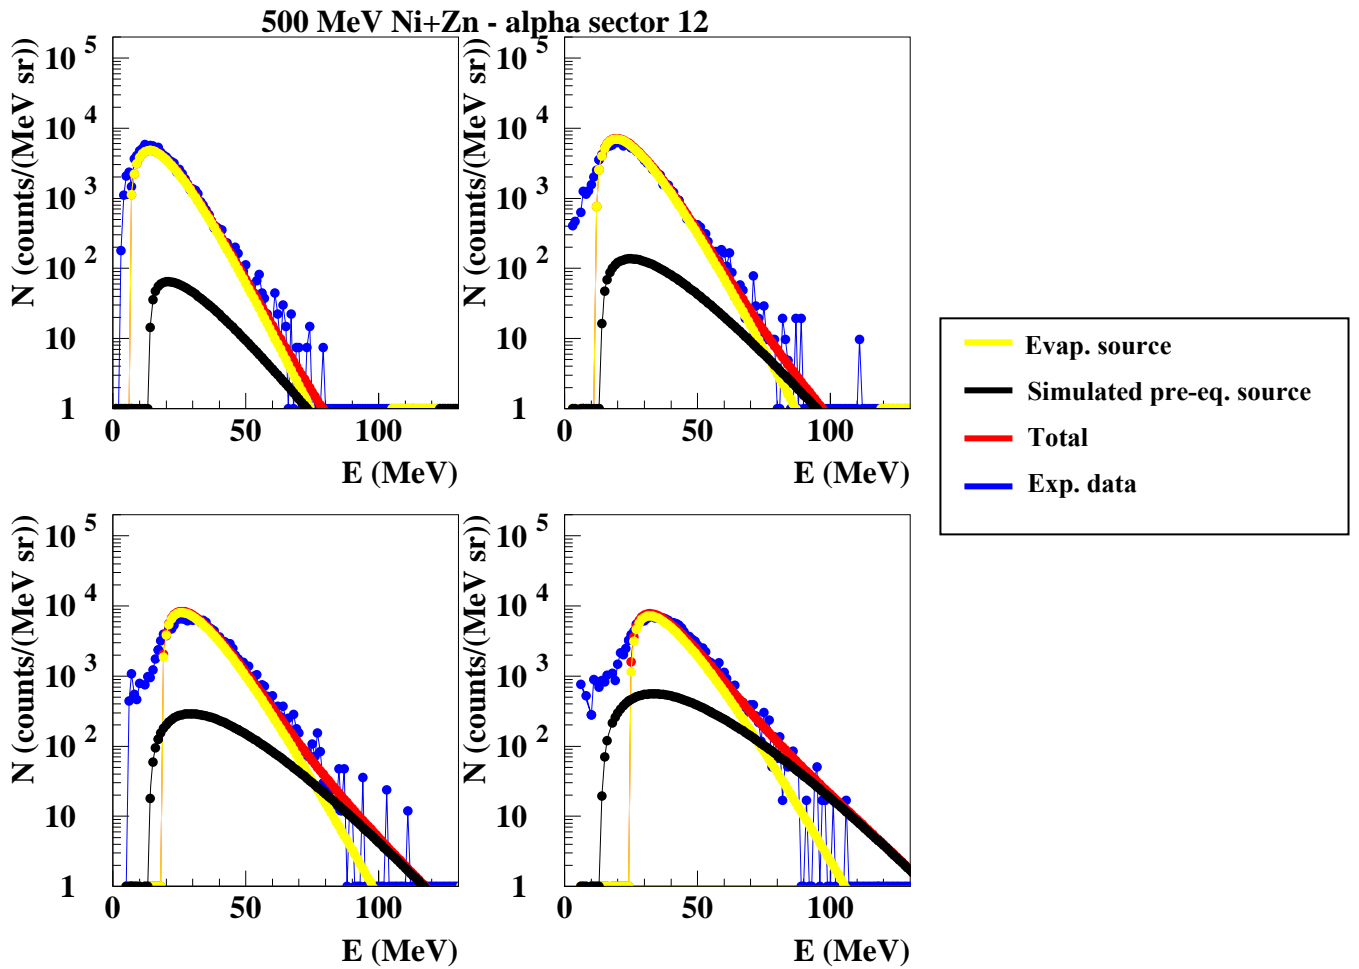 500 MeV Ni+Zn - alpha sector 12
N (counts/(MeV sr))
10 5
10 4
10 3
10 2
10
1
0 50 100
E (MeV)
N (counts/(MeV sr))
10 5
10 4
10 3
10 2
10
1
0 50 100
E (MeV)
Evap. source
Simulated pre-eq. source
Total
Exp. data
N (counts/(MeV sr))
10 5
10 4
10 3
10 2
10
1
0 50 100
E (MeV)
N (counts/(MeV sr))
10 5
10 4
10 3
10 2
10
1
0 50 100
E (MeV)